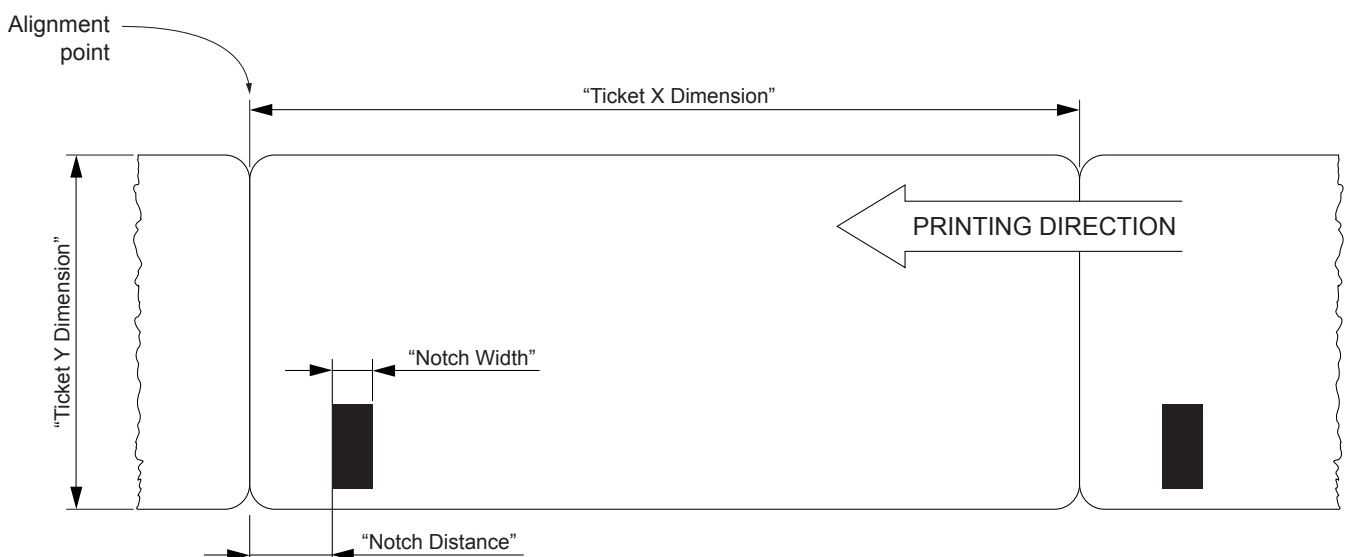 Alignment
point
“Ticket X Dimension”
PRINTING DIRECTION
“Ticket Y Dimension”
“Notch Width”
“Notch Distance”